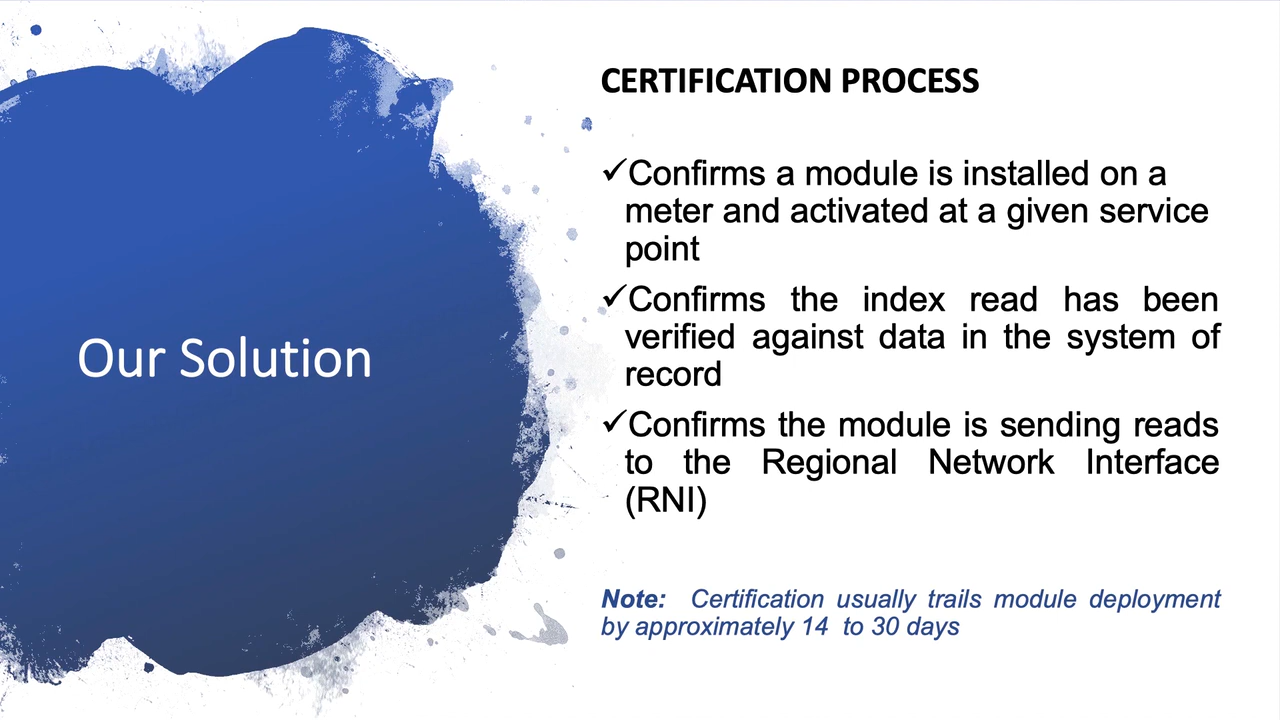 Our Solution
CERTIFICATION PROCESS
✓Confirms a module is installed on a
meter and activated at a given service
point
✓Confirms the index read has been
verified against data in the system of
record
✓Confirms the module is sending reads
to the Regional Network Interface
(RNI)
Note: Certification usually trails module deployment
by approximately 14 to 30 days